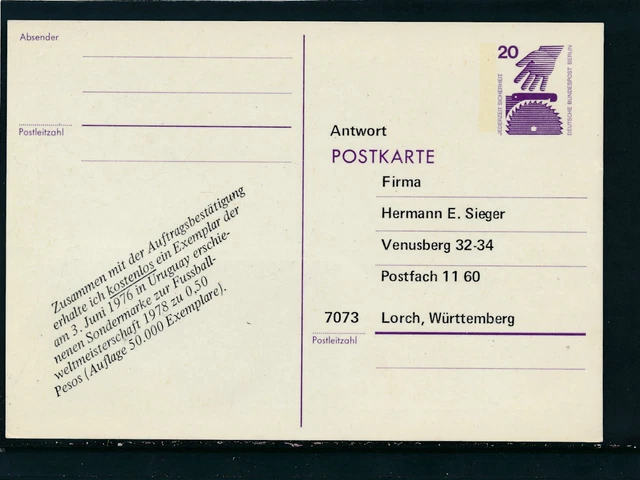 Absender
Postleitzahl
Zusammen mit der Auftragsbestätigung
erhalte ich kostenlos ein Exemplar der
am 3. Juni 1976 in Uruguay erschie-
nenen Sondermarke zur Fussball-
weltmeisterschaft 1978 zu 0,50
Pesos (Auflage 50.000 Exemplare).
20
JEDERZEIT SICHERHEIT
DEUTSCHE BUNDESPOST BERLIN
Antwort
POSTKARTE
Firma
Hermann E. Sieger
Venusberg 32-34
Postfach 11 60
7073 Lorch, Württemberg
Postleitzahl